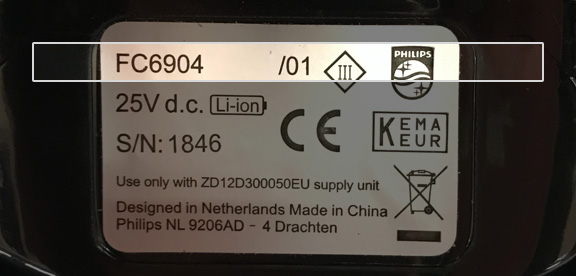 FC6904 /01 III PHILIPS
25V d.c. Li-ion
CE KEMA EUR
S/N: 1846
Use only with ZD12D300050EU supply unit
Designed in Netherlands Made in China
Philips NL 9206AD - 4 Drachten